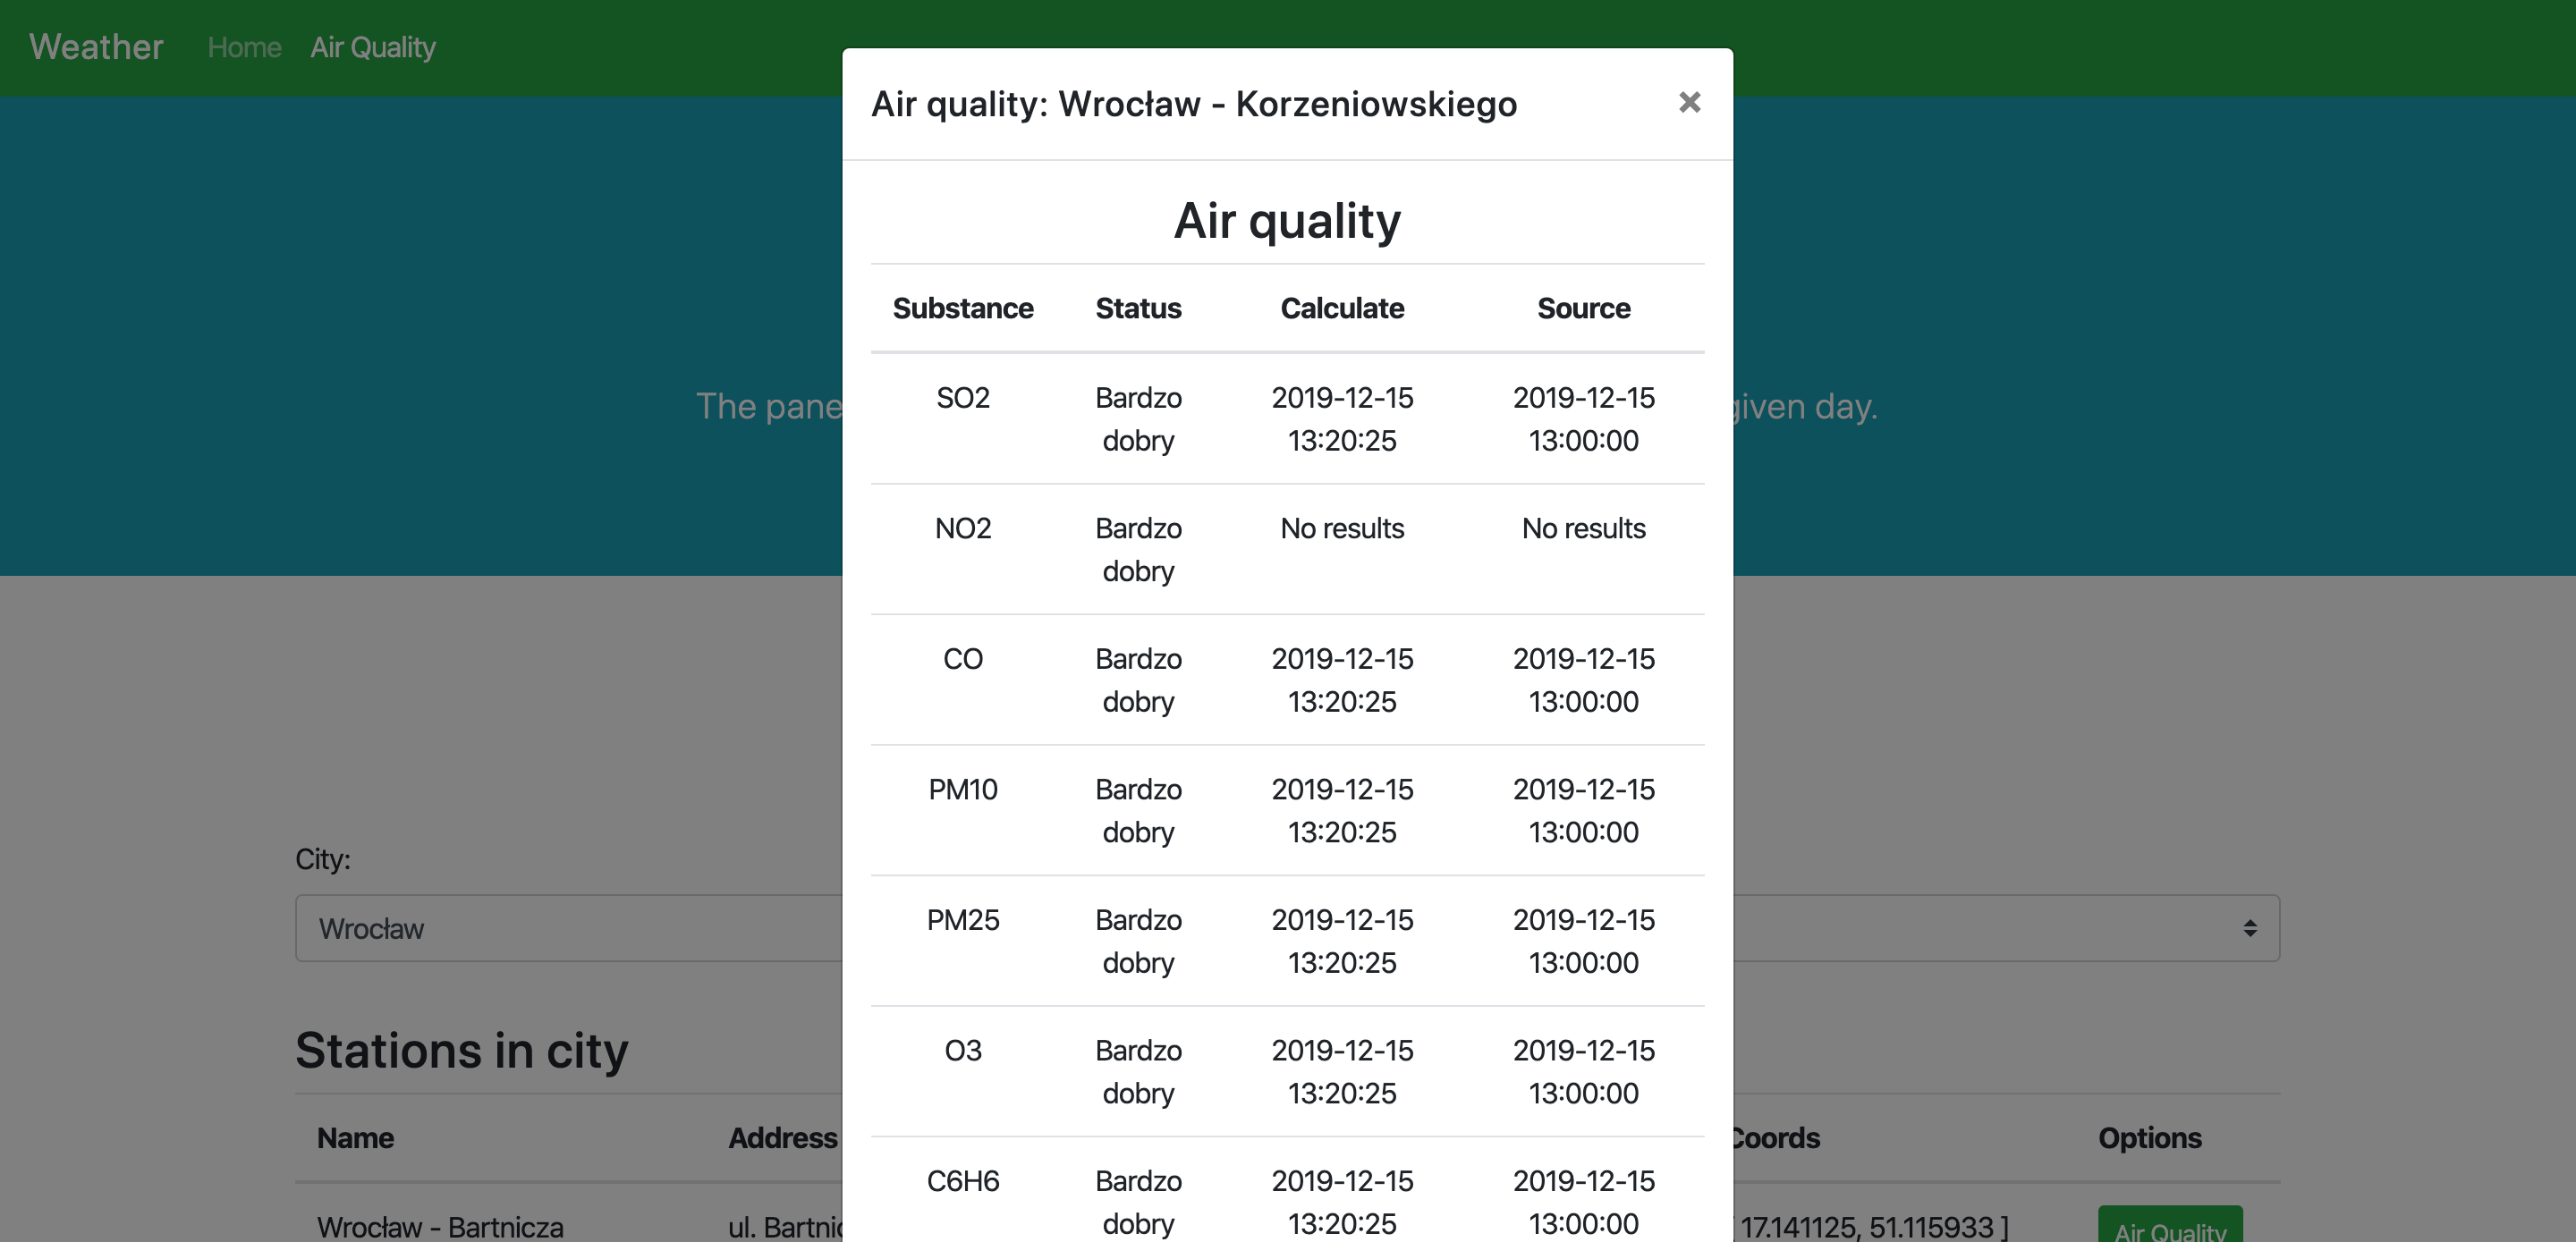 Weather Home Air Quality
Air quality: Wrocław - Korzeniowskiego ×
Air quality
Substance Status Calculate Source
SO2 Bardzo dobry 2019-12-15 13:20:25 2019-12-15 13:00:00
NO2 Bardzo dobry No results No results
CO Bardzo dobry 2019-12-15 13:20:25 2019-12-15 13:00:00
PM10 Bardzo dobry 2019-12-15 13:20:25 2019-12-15 13:00:00
PM25 Bardzo dobry 2019-12-15 13:20:25 2019-12-15 13:00:00
O3 Bardzo dobry 2019-12-15 13:20:25 2019-12-15 13:00:00
C6H6 Bardzo dobry 2019-12-15 13:20:25 2019-12-15 13:00:00
The given day.
City:
Wrocław
Stations in city
Name Address Coords Options
Wrocław - Bartnicza ul. 17.141125, 51.115933 ] Air Quality